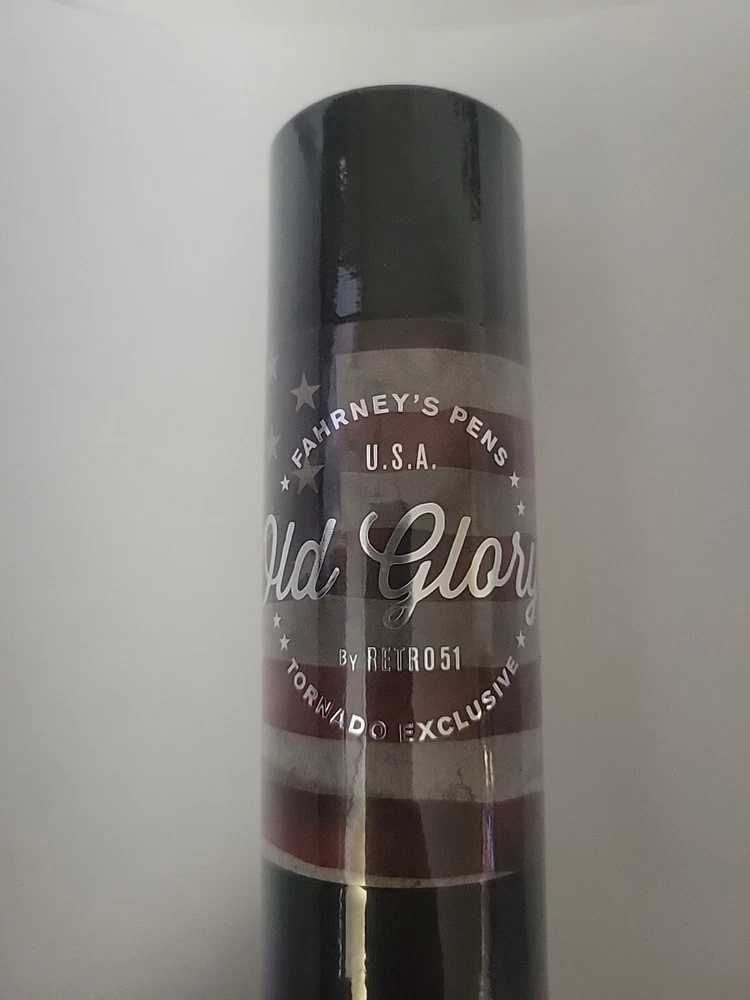 FAHRNEY'S PENS
U.S.A.
Old Glory
BY RETRO51
TORNADO EXCLUSIVE